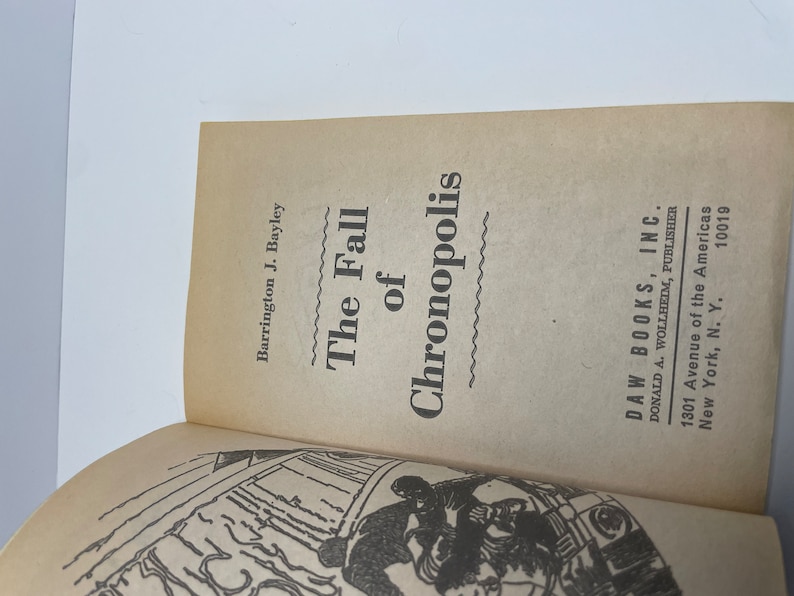 Barrington J. Bayley
The Fall
of
Chronopolis
DAW BOOKS, INC.
DONALD A. WOLLHEIM, PUBLISHER
1301 Avenue of the Americas
New York, N. Y. 10019